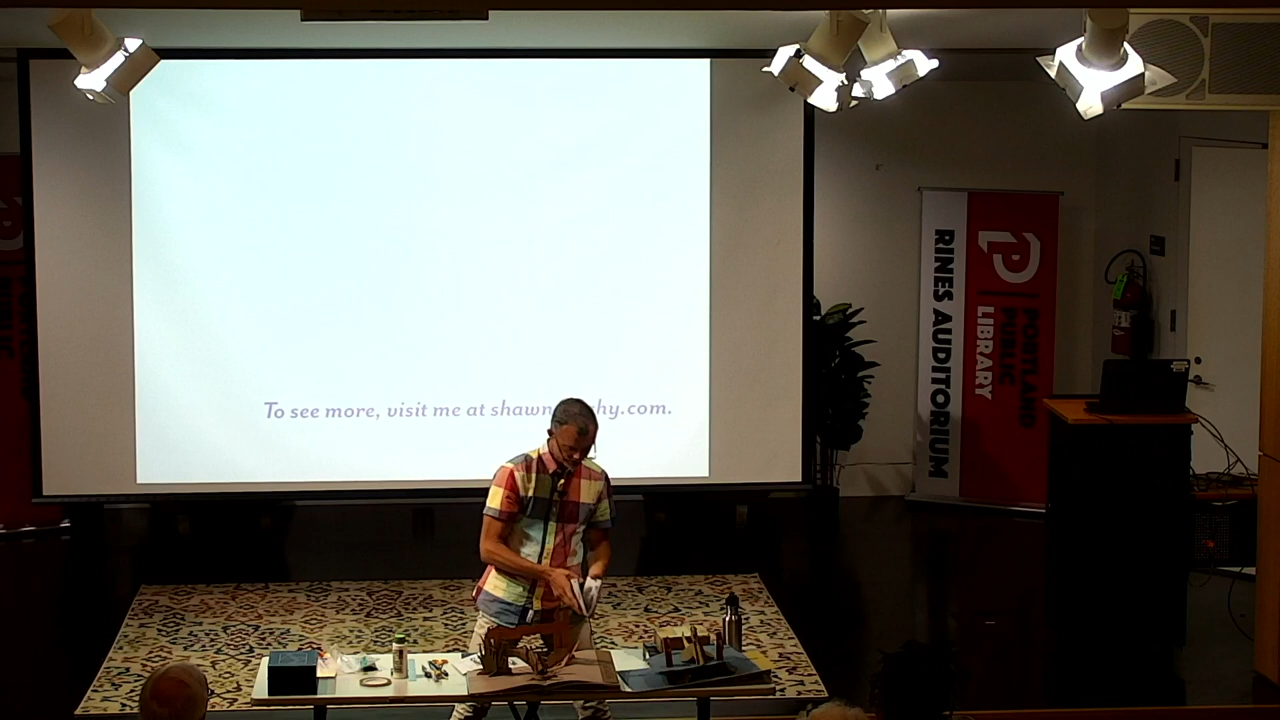 To see more, visit me at shawn hy.com.
RINES AUDITORIUM
PORTLAND
PUBLIC
LIBRARY